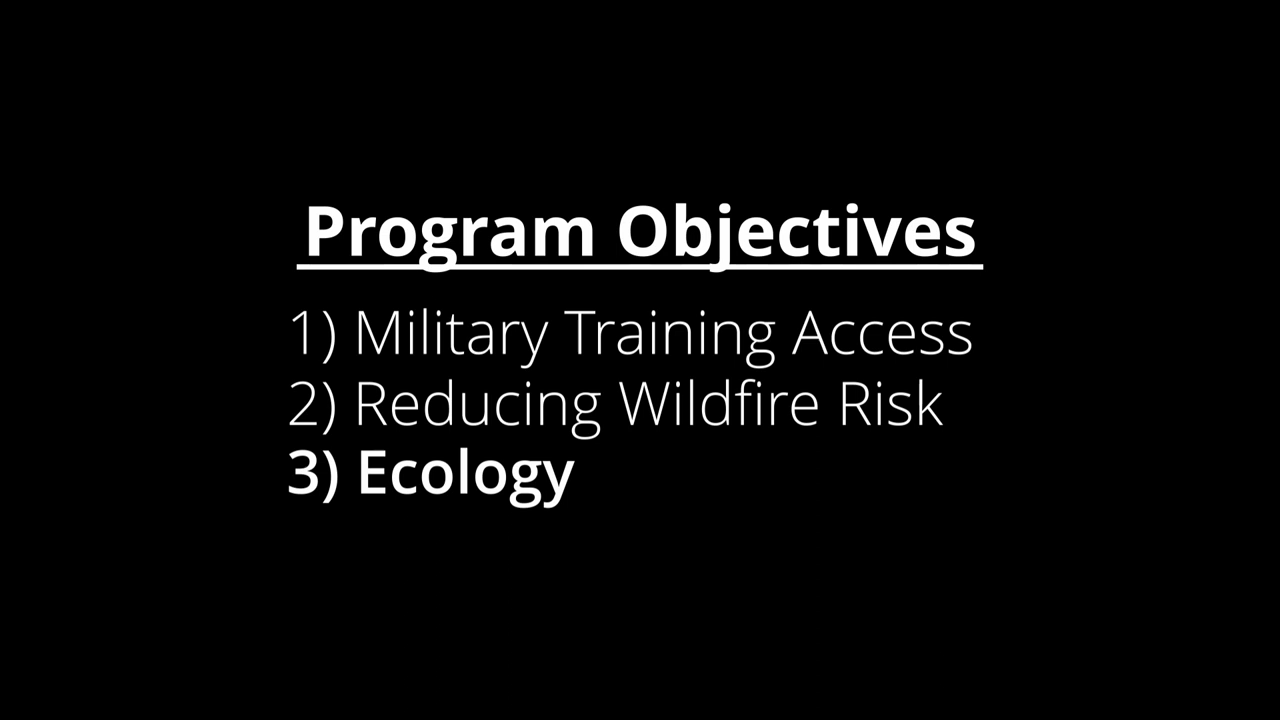 Program Objectives
1) Military Training Access
2) Reducing Wildfire Risk
3) Ecology